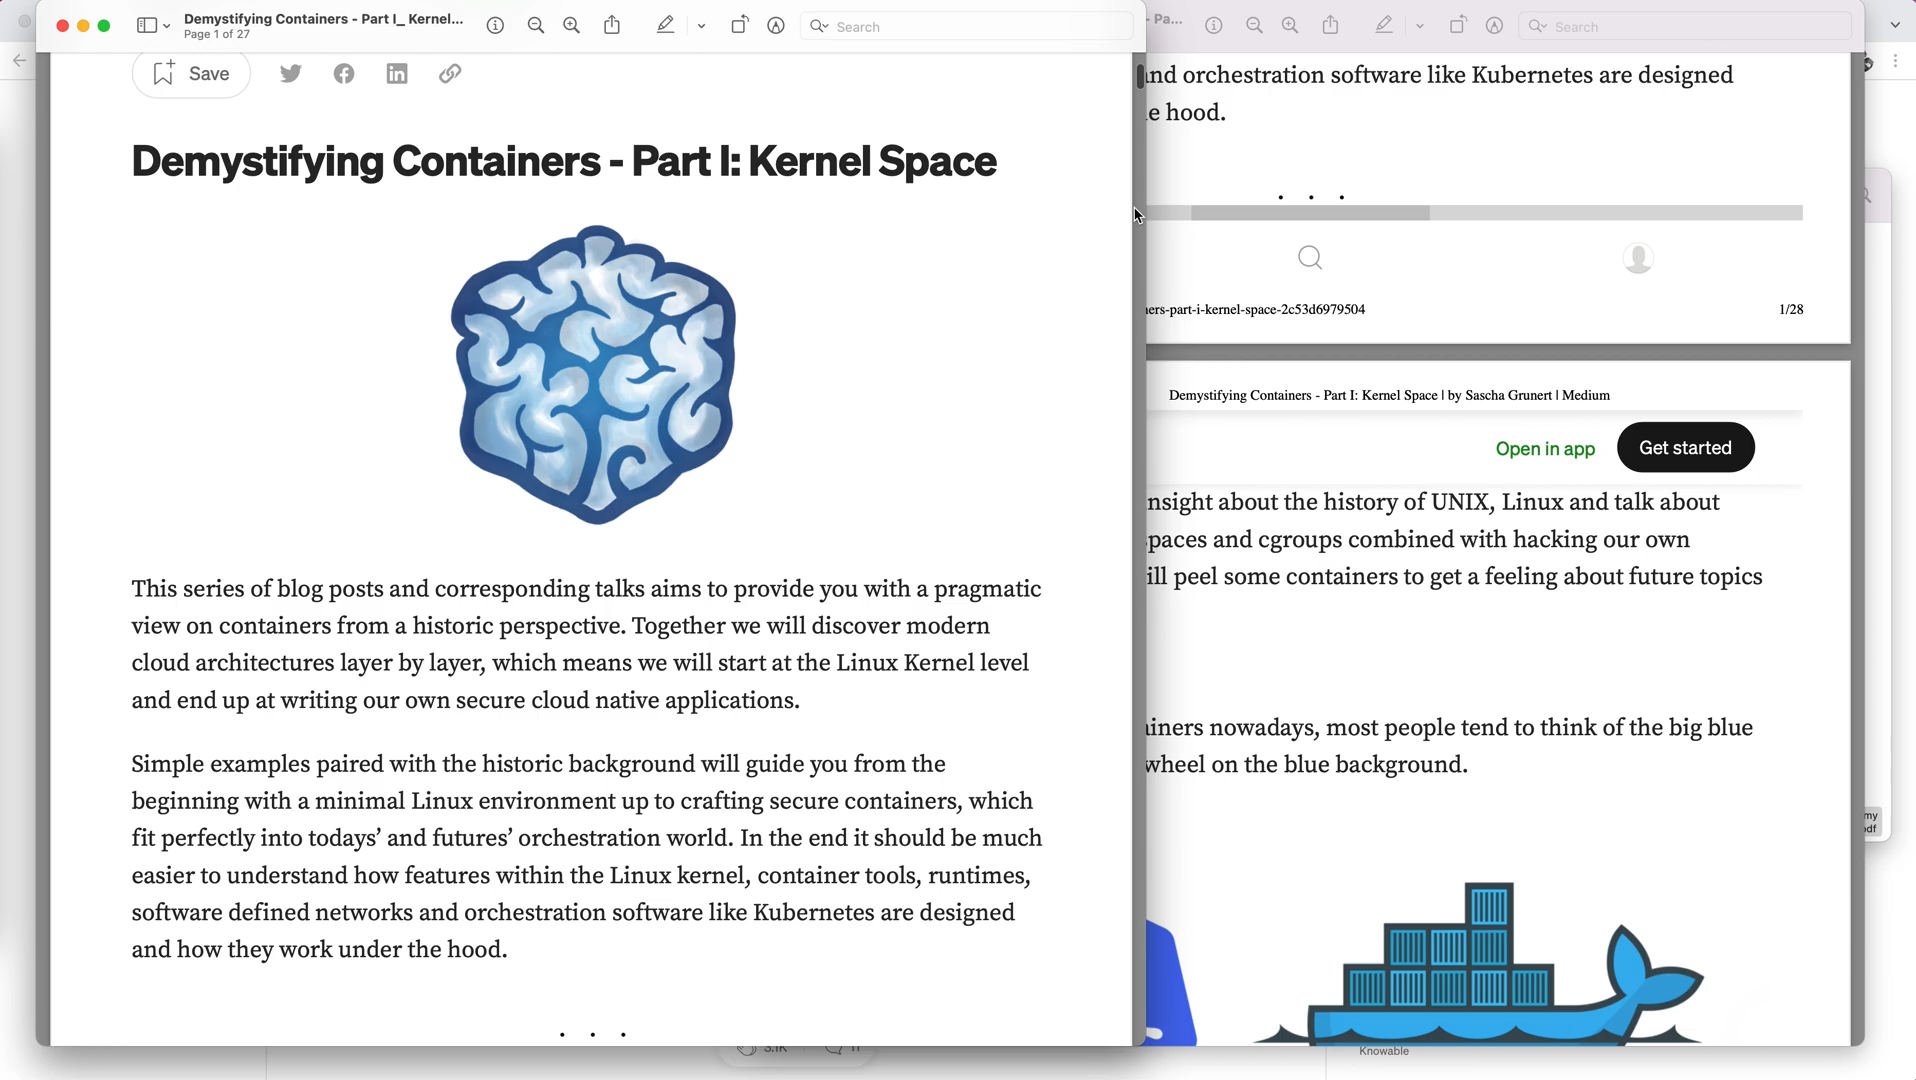 Demystifying Containers - Part I_ Kernel...
Page 1 of 27
Search
Save
Demystifying Containers - Part I: Kernel Space
This series of blog posts and corresponding talks aims to provide you with a pragmatic
view on containers from a historic perspective. Together we will discover modern
cloud architectures layer by layer, which means we will start at the Linux Kernel level
and end up at writing our own secure cloud native applications.
Simple examples paired with the historic background will guide you from the
beginning with a minimal Linux environment up to crafting secure containers, which
fit perfectly into todays’ and futures’ orchestration world. In the end it should be much
easier to understand how features within the Linux kernel, container tools, runtimes,
software defined networks and orchestration software like Kubernetes are designed
and how they work under the hood.
. . .
- Pa...
Search
and orchestration software like Kubernetes are designed
e hood.
. . .
ners-part-i-kernel-space-2c53d6979504
1/28
Demystifying Containers - Part I: Kernel Space | by Sascha Grunert | Medium
Open in app
Get started
nsight about the history of UNIX, Linux and talk about
paces and cgroups combined with hacking our own
ill peel some containers to get a feeling about future topics
ainers nowadays, most people tend to think of the big blue
wheel on the blue background.
my
pdf
3.1K
11
Knowable